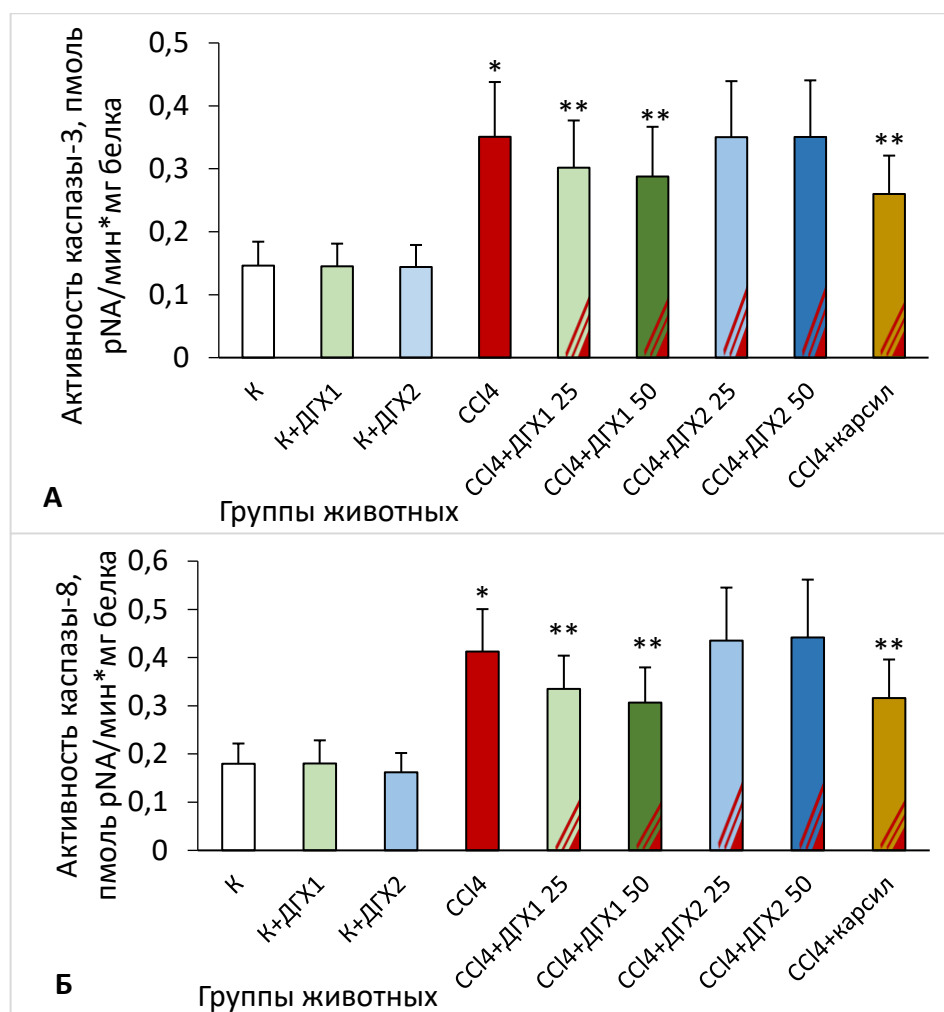 Активность каспазы-3, пмоль
pNA/мин*мг белка
0,5
0,4
0,3
0,2
0,1
0
*
**
**
**
К
К+ДГХ1
К+ДГХ2
CCl4
CCl4+ДГХ1 25
CCl4+ДГХ1 50
CCl4+ДГХ2 25
CCl4+ДГХ2 50
CCl4+карсил
А
Группы животных
Активность каспазы-8,
пмоль pNA/мин*мг белка
0,6
0,5
0,4
0,3
0,2
0,1
0
*
**
**
**
К
К+ДГХ1
К+ДГХ2
CCl4
CCl4+ДГХ1 25
CCl4+ДГХ1 50
CCl4+ДГХ2 25
CCl4+ДГХ2 50
CCl4+карсил
Б
Группы животных